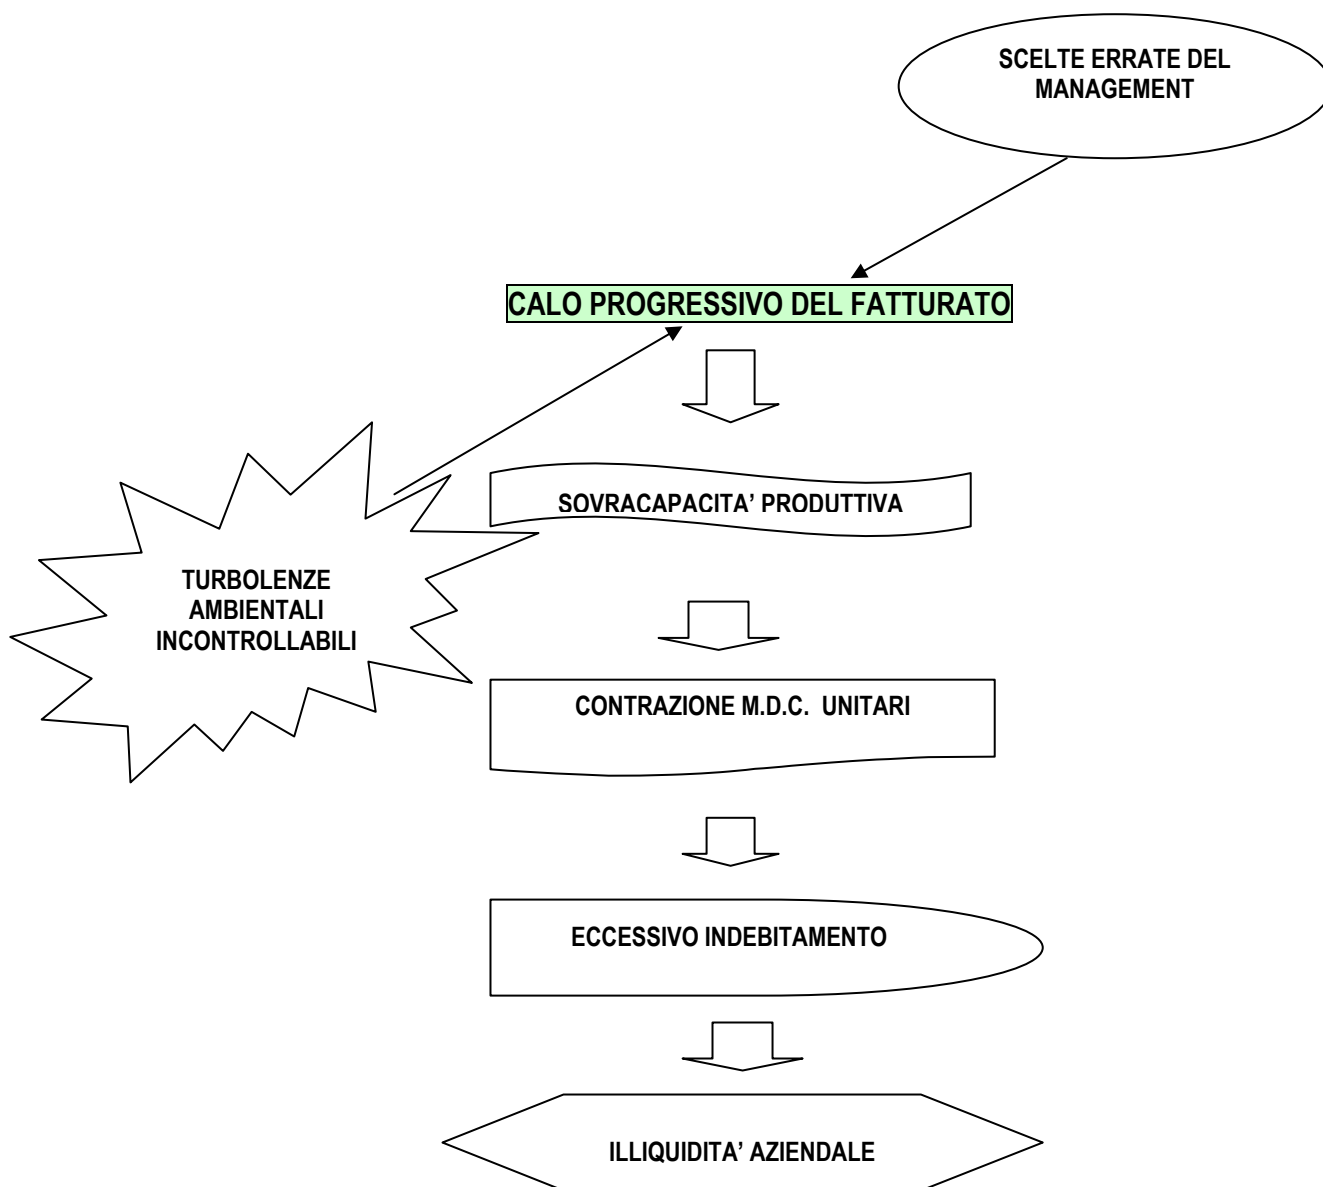 SCELTE ERRATE DEL
MANAGEMENT
CALO PROGRESSIVO DEL FATTURATO
SOVRACAPACITA’ PRODUTTIVA
TURBOLENZE
AMBIENTALI
INCONTROLLABILI
CONTRAZIONE M.D.C. UNITARI
ECCESSIVO INDEBITAMENTO
ILLIQUIDITA’ AZIENDALE